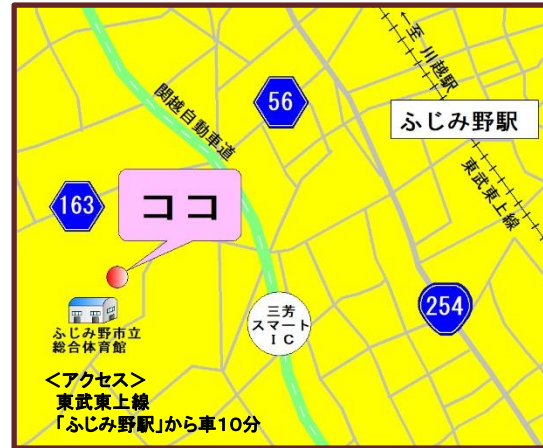 ←至 川越駅
56
関越自動車道
ふじみ野駅
東武東上線
163
ココ
254
三芳
スマート
IC
ふじみ野市立
総合体育館
<アクセス>
東武東上線
「ふじみ野駅」から車10分